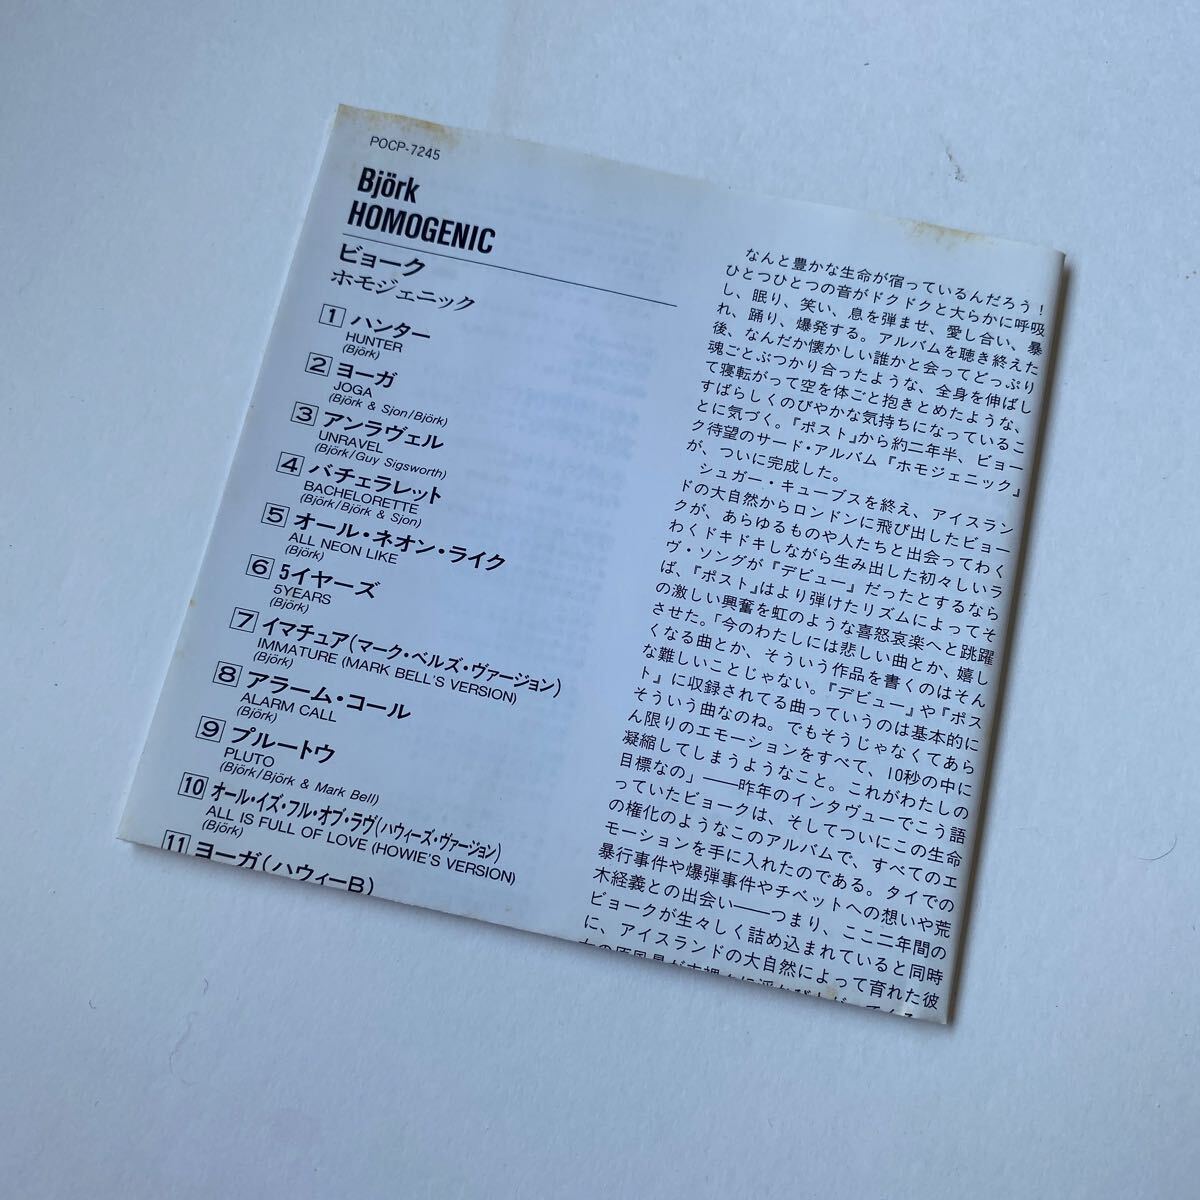 POCP-7245
Björk
HOMOGENIC
ビョーク
ホモジェニック
1 ハンター
HUNTER
(Björk)
2 ヨーガ
JOGA
(Björk & Sjon/Björk)
3 アンラヴェル
UNRAVEL
(Björk/Guy Sigsworth)
4 バチェラレット
BACHELORETTE
(Björk/Björk & Sjon)
5 オール・ネオン・ライク
ALL NEON LIKE
(Björk)
6 5イヤーズ
5YEARS
(Björk)
7 イマチュア(マーク・ベルズ・ヴァージョン)
IMMATURE (MARK BELL'S VERSION)
(Björk)
8 アラーム・コール
ALARM CALL
(Björk)
9 プルートウ
PLUTO
(Björk/Björk & Mark Bell)
10 オール・イズ・フル・オブ・ラヴ(ハウィーズ・ヴァージョン)
ALL IS FULL OF LOVE (HOWIE'S VERSION)
(Björk)
11 ヨーガ(ハウィーB)
なんと豊かな生命が宿っているんだろう!
ひとつひとつの音がドクドクと大らかに呼吸
し、眠り、笑い、息を弾ませ、愛し合い、暴
れ、踊り、爆発する。アルバムを聴き終えた
後、なんだか懐かしい誰かと会ってどっぷり
魂ごとぶつかり合ったような、全身を伸ばし
て寝転がって空を体ごと抱きとめたような、
すばらしくのびやかな気持ちになっているこ
とに気づく。『ポスト』から約二年半、ビョー
ク待望のサード・アルバム『ホモジェニック』
が、ついに完成した。
シュガー・キューブスを終え、アイスラン
ドの大自然からロンドンに飛び出したビョー
クが、あらゆるものや人たちと出会ってわく
わくドキドキしながら生み出した初々しいラ
ヴ・ソングが『デビュー』だったとするなら
ば、『ポスト』はより弾けたリズムによってそ
の激しい興奮を虹のような喜怒哀楽へと跳躍
させた。「今のわたしには悲しい曲とか、嬉し
くなる曲とか、そういう作品を書くのはそん
な難しいことじゃない。『デビュー』や『ポス
ト』に収録されてる曲っていうのは基本的に
そういう曲なのね。でもそうじゃなくてあら
ん限りのエモーションをすべて、10秒の中に
凝縮してしまうようなこと。これがわたしの
目標なの」――昨年のインタヴューでこう語
っていたビョークは、そしてついにこの生命
の権化のようなこのアルバムで、すべてのエ
モーションを手に入れたのである。タイでの
暴行事件や爆弾事件やチベットへの想いや荒
木経義との出会い――つまり、ここ二年間の
ビョークが生々しく詰め込まれていると同時
に、アイスランドの大自然によって育れた彼